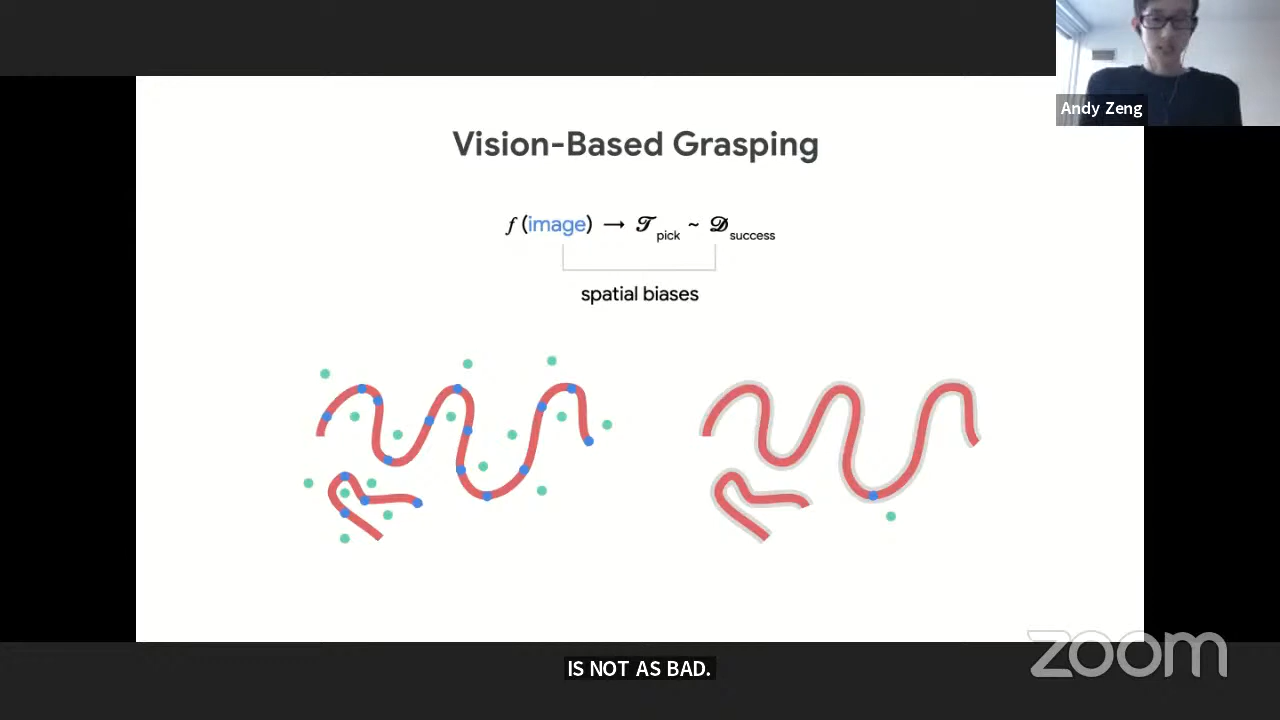 Andy Zeng
Vision-Based Grasping
f (image) → 𝒯 pick ~ 𝒟 success
spatial biases
zoom
IS NOT AS BAD.